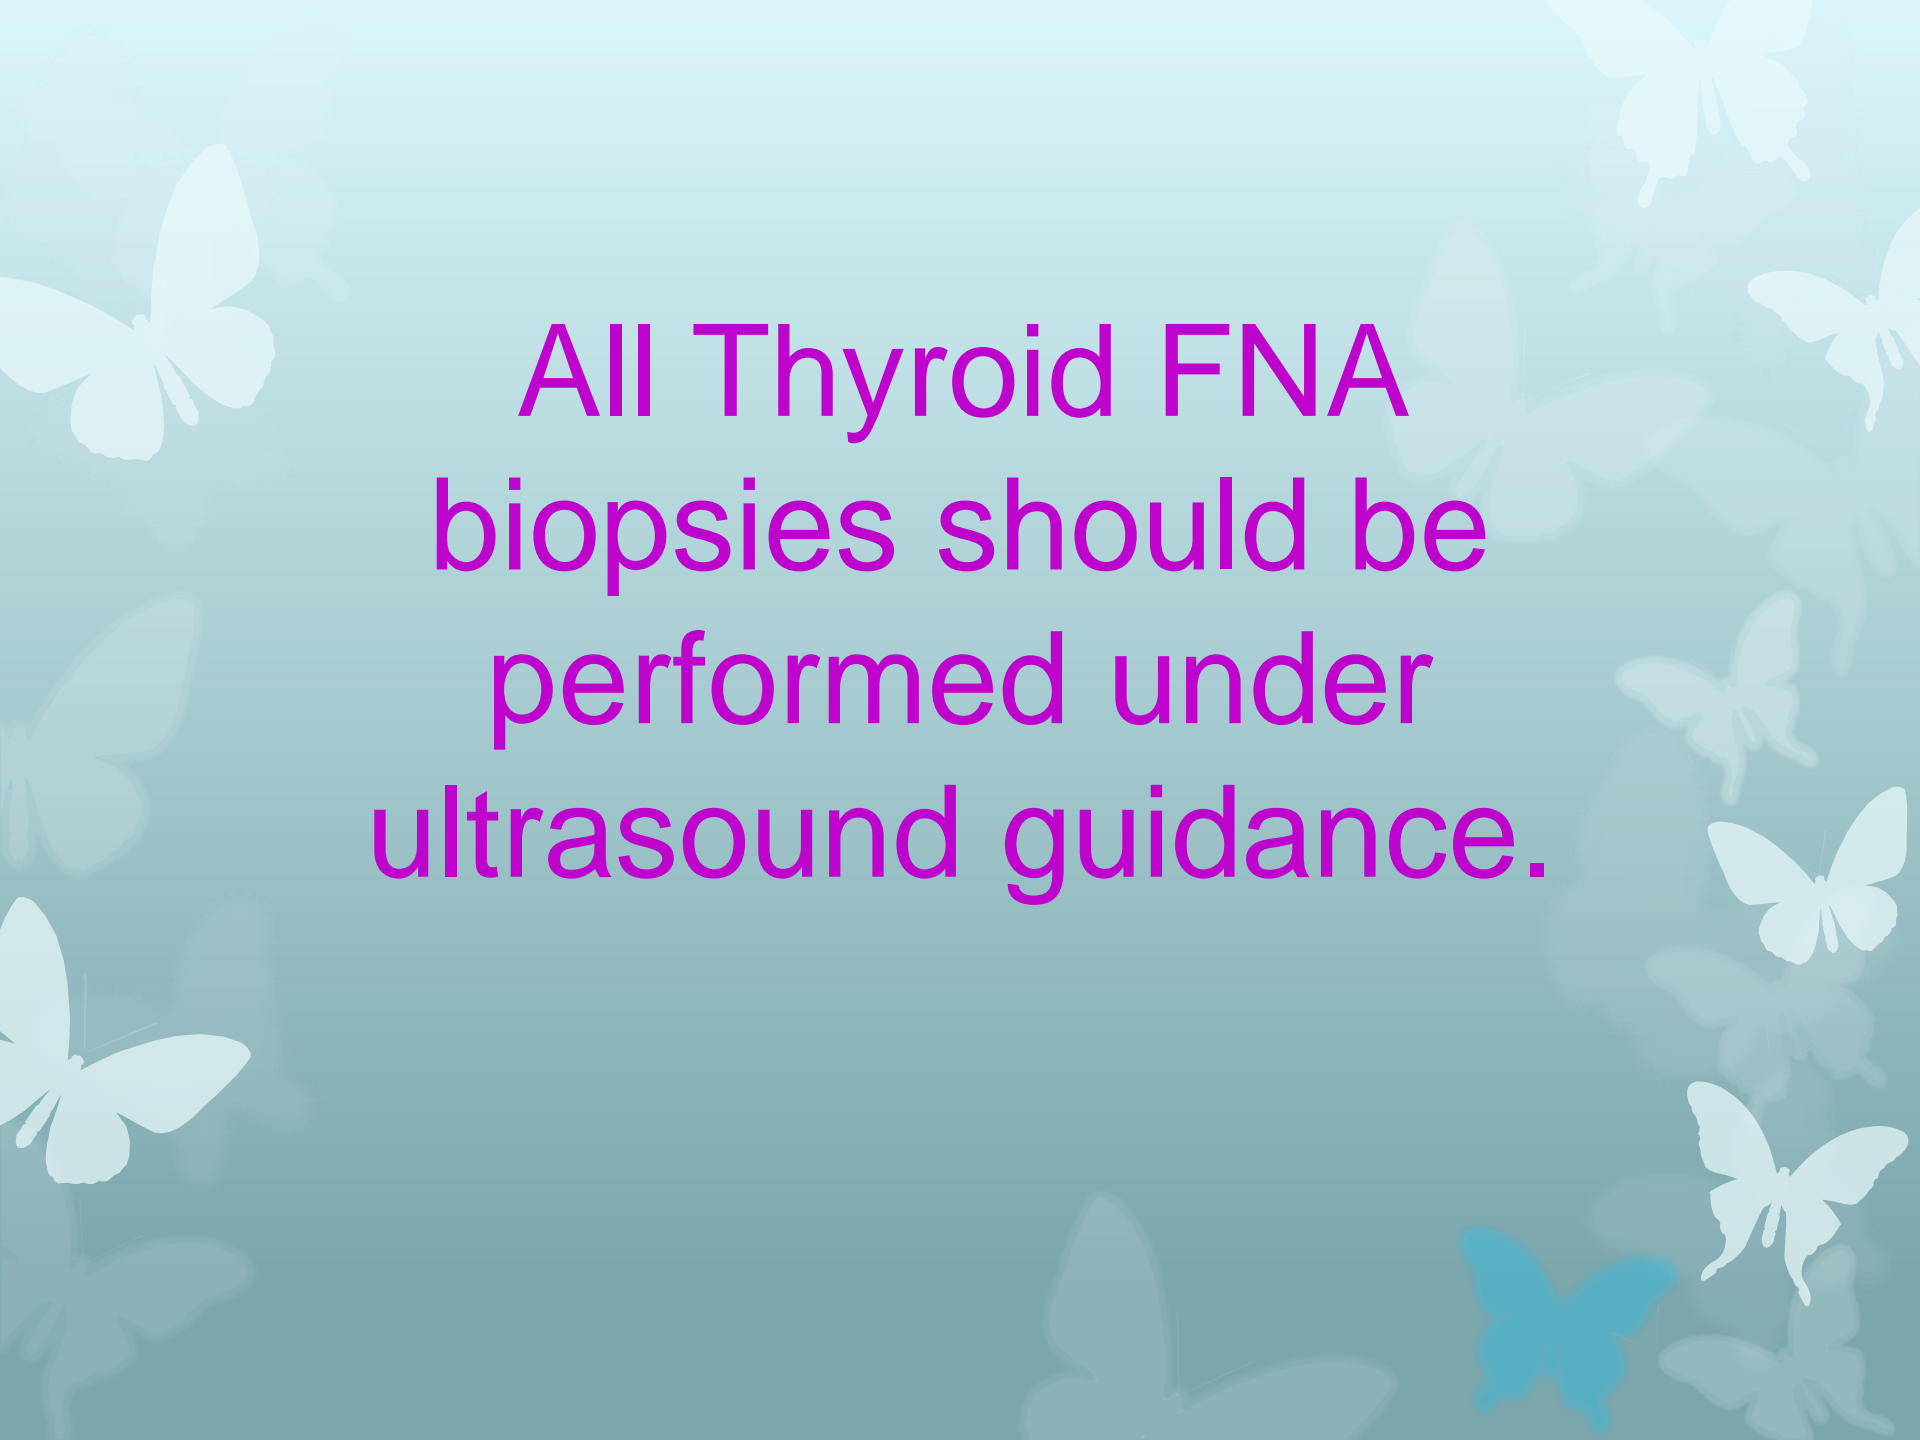 All Thyroid FNA
biopsies should be
performed under
ultrasound guidance.